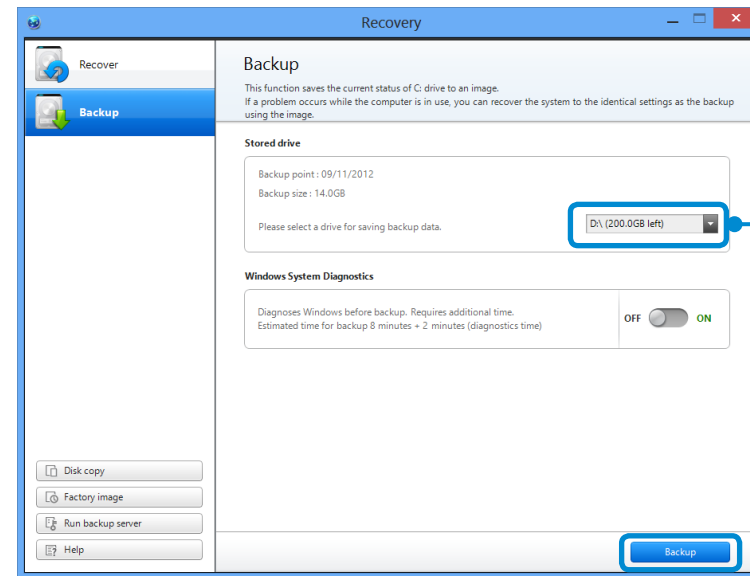 Recovery
Recover
Backup
Disk copy
Factory image
Run backup server
Help
Backup
This function saves the current status of C: drive to an image.
If a problem occurs while the computer is in use, you can recover the system to the identical settings as the backup
using the image.
Stored drive
Backup point : 09/11/2012
Backup size : 14.0GB
Please select a drive for saving backup data.
D:\ (200.0GB left)
Windows System Diagnostics
Diagnoses Windows before backup. Requires additional time.
Estimated time for backup 8 minutes + 2 minutes (diagnostics time)
OFF ON
Backup